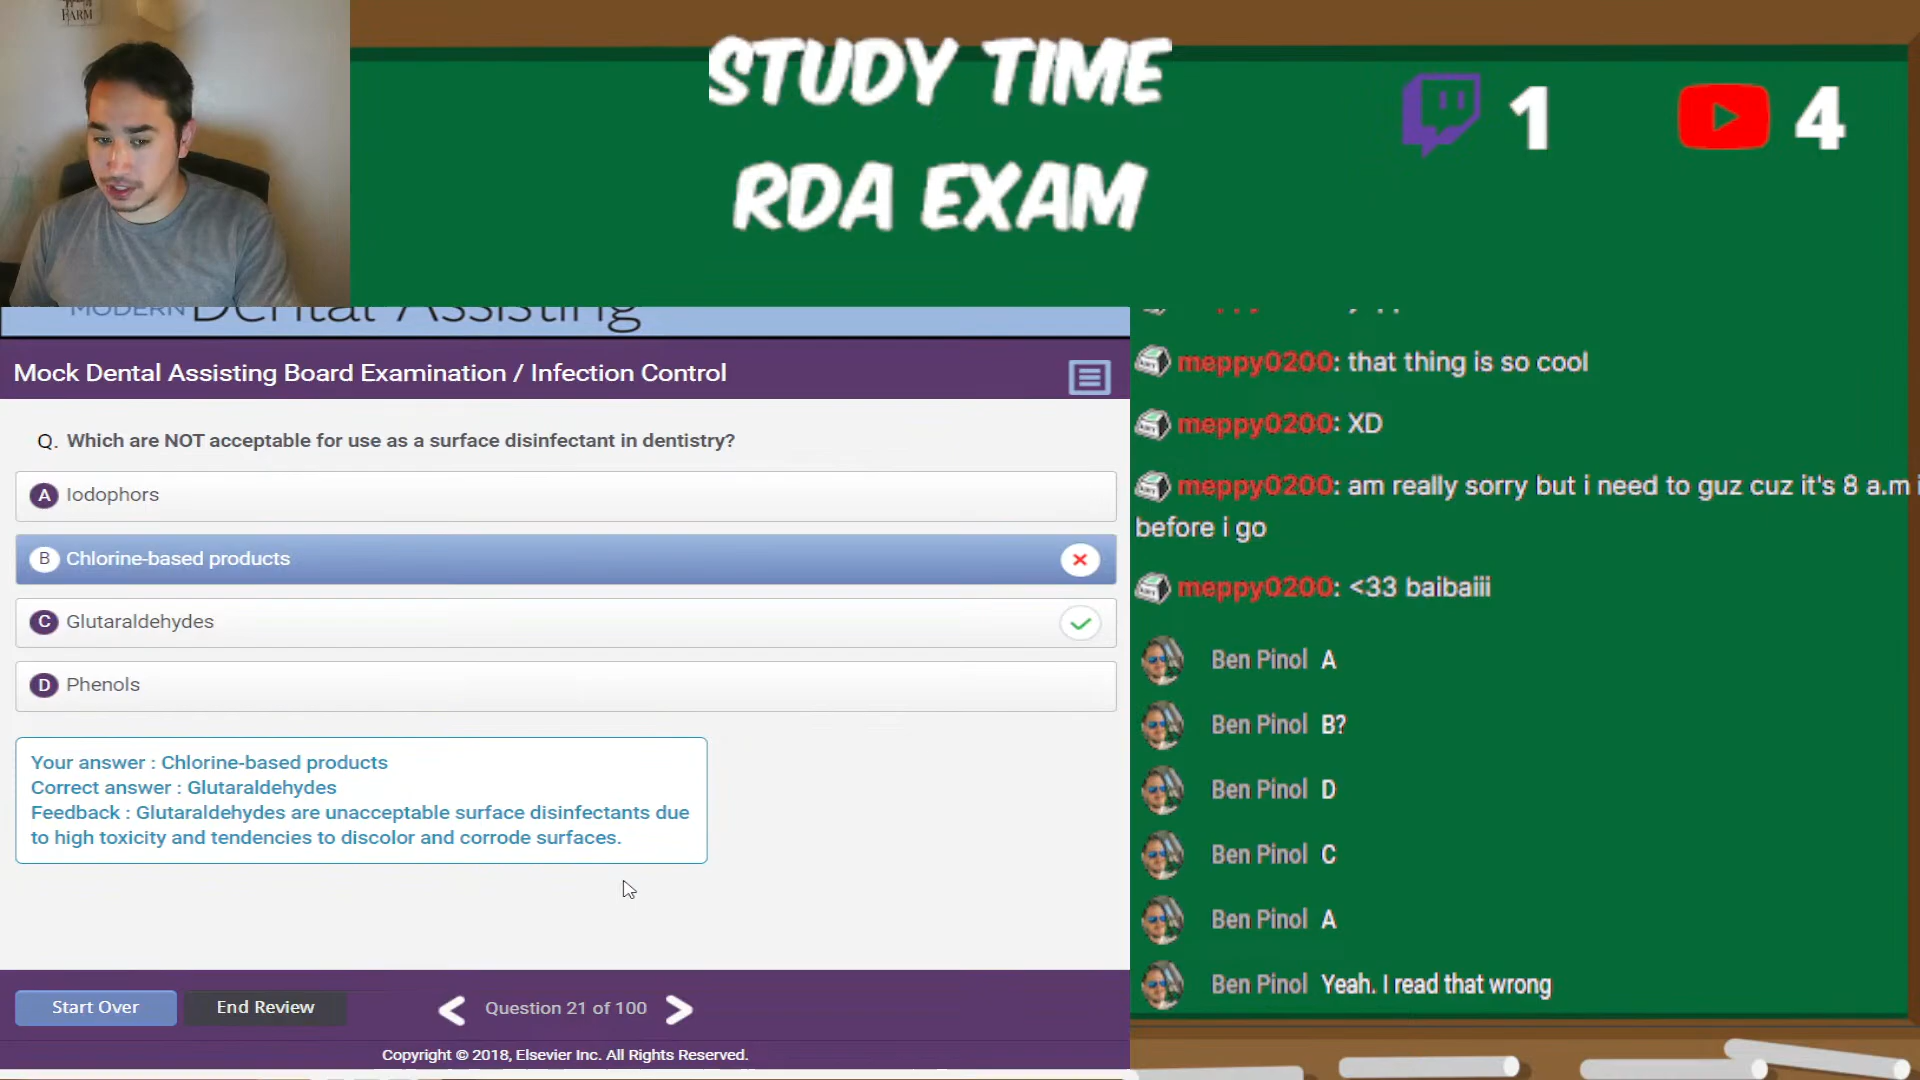 FARM
STUDY TIME
RDA EXAM
1
4
MODERN Dental Assisting
Mock Dental Assisting Board Examination / Infection Control
Q. Which are NOT acceptable for use as a surface disinfectant in dentistry?
A Iodophors
B Chlorine-based products
C Glutaraldehydes
D Phenols
Your answer : Chlorine-based products
Correct answer : Glutaraldehydes
Feedback : Glutaraldehydes are unacceptable surface disinfectants due
to high toxicity and tendencies to discolor and corrode surfaces.
Start Over
End Review
Question 21 of 100
Copyright © 2018, Elsevier Inc. All Rights Reserved.
meppy0200: that thing is so cool
meppy0200: XD
meppy0200: am really sorry but i need to guz cuz it's 8 a.m i
before i go
meppy0200: <33 baibaiii
Ben Pinol A
Ben Pinol B?
Ben Pinol D
Ben Pinol C
Ben Pinol A
Ben Pinol Yeah. I read that wrong